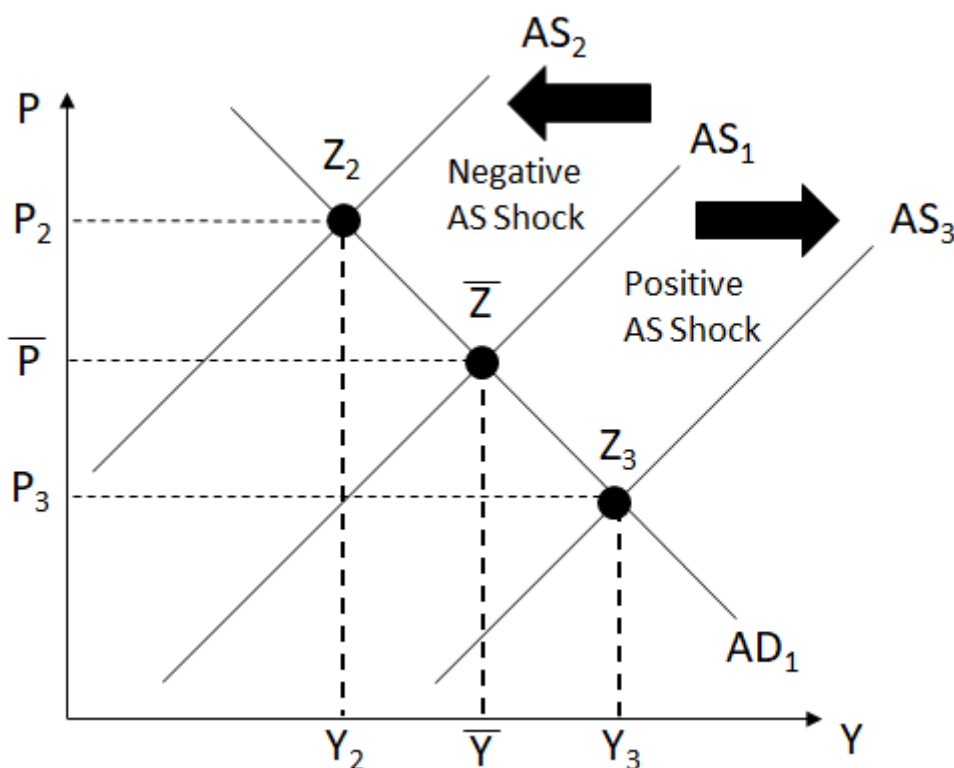 AS₂
P
AS₁
Z₂
Negative
AS Shock
P₂
AS₃
Z̅
Positive
AS Shock
P̅
Z₃
P₃
AD₁
Y₂
Y̅
Y₃
Y